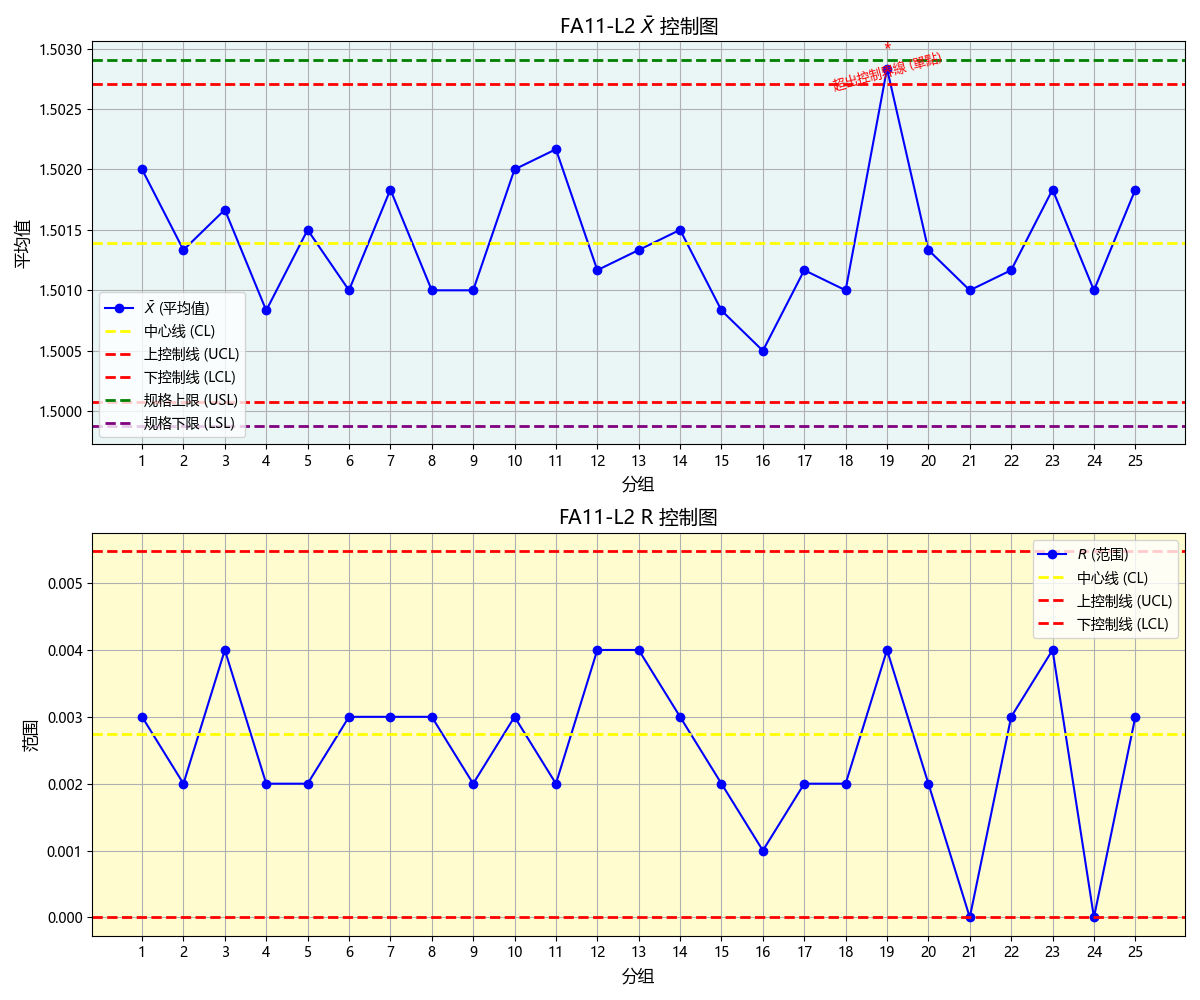 FA11-L2 X̄ 控制图
*
超出控制界線 (單點)
1.5030
1.5025
1.5020
1.5015
1.5010
1.5005
1.5000
平均值
X̄ (平均值)
中心线 (CL)
上控制线 (UCL)
下控制线 (LCL)
规格上限 (USL)
规格下限 (LSL)
1 2 3 4 5 6 7 8 9 10 11 12 13 14 15 16 17 18 19 20 21 22 23 24 25
分组
FA11-L2 R 控制图
0.005
0.004
0.003
0.002
0.001
0.000
范围
R (范围)
中心线 (CL)
上控制线 (UCL)
下控制线 (LCL)
1 2 3 4 5 6 7 8 9 10 11 12 13 14 15 16 17 18 19 20 21 22 23 24 25
分组